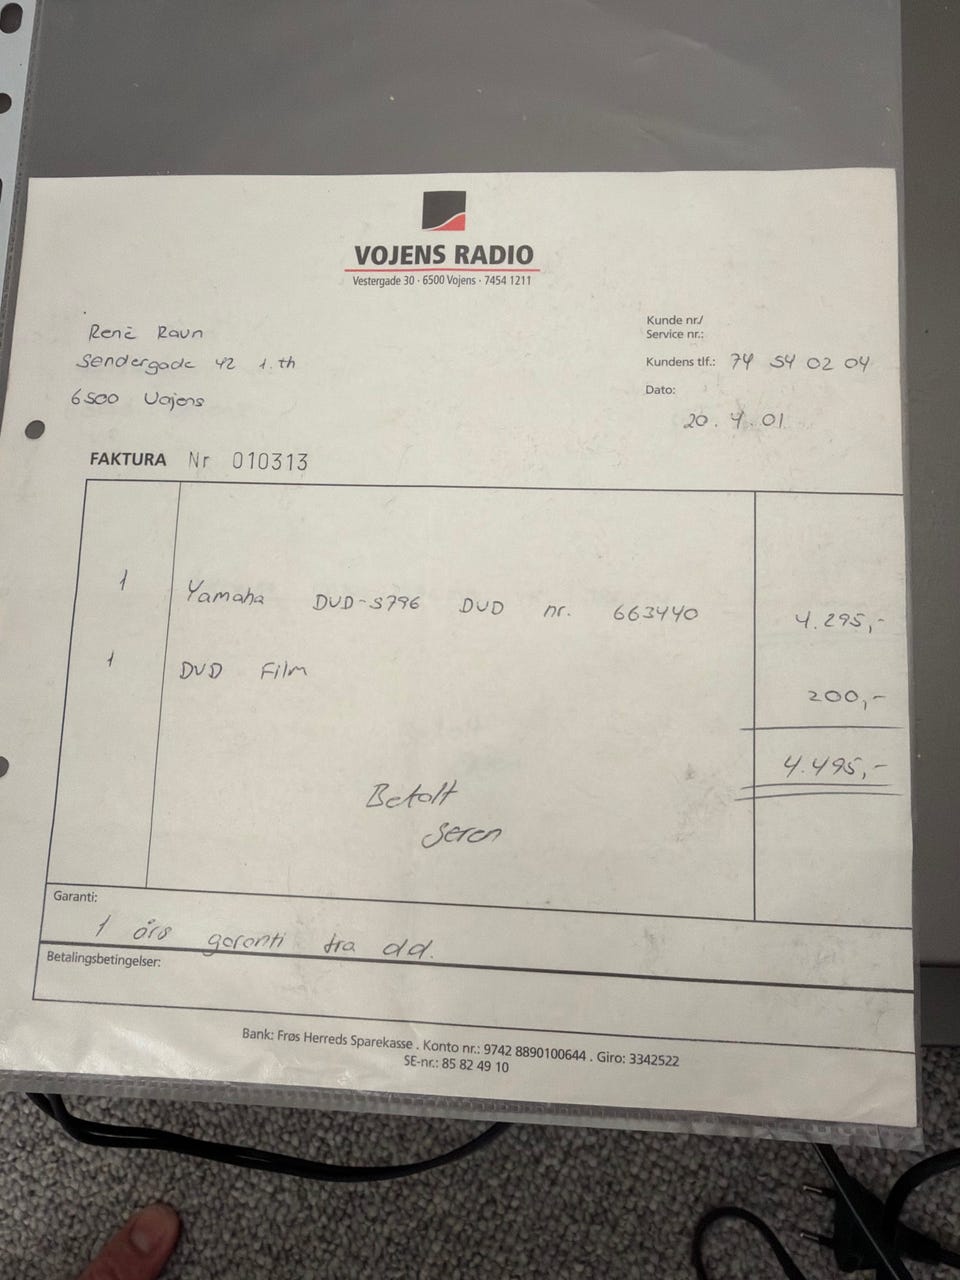 VOJENS RADIO
Vestergade 30 · 6500 Vojens · 7454 1211
René Raun
Søndergade 42 1. th
6500 Vojens
Kunde nr./
Service nr.:
Kundens tlf.: 74 54 02 04
Dato:
20. 4. 01
FAKTURA Nr 010313
1 Yamaha DVD-S796 DVD nr. 663440 4.295,-
1 DVD Film 200,-
4.495,-
Betalt
Søren
Garanti:
1 års garanti fra dd.
Betalingsbetingelser:
Bank: Frøs Herreds Sparekasse . Konto nr.: 9742 8890100644 . Giro: 3342522
SE-nr.: 85 82 49 10